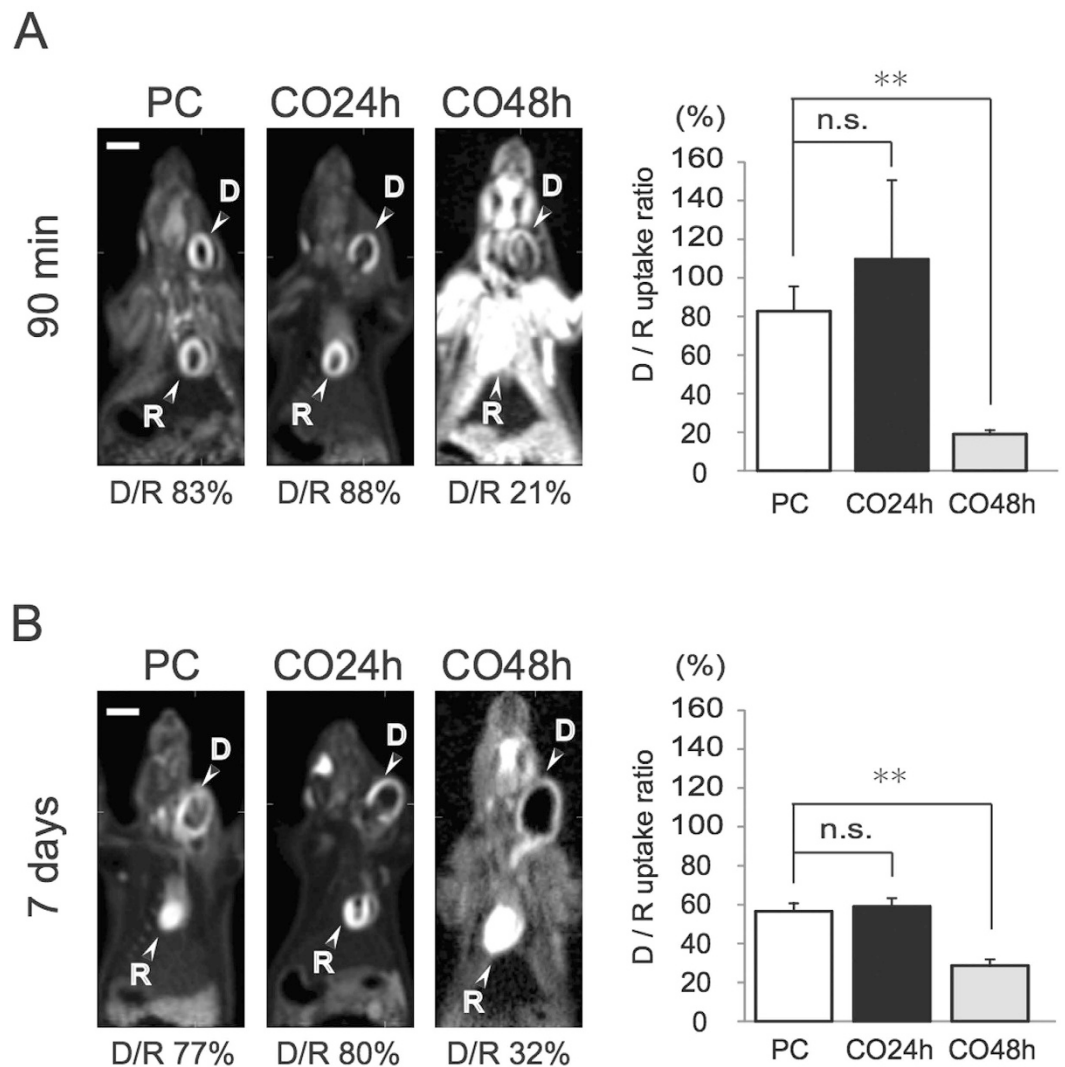 A
PC CO24h CO48h
90 min
D D D
R R R
D/R 83% D/R 88% D/R 21%
(%)
**
n.s.
D / R uptake ratio
160
140
120
100
80
60
40
20
0
PC CO24h CO48h
B
PC CO24h CO48h
7 days
D D D
R R R
D/R 77% D/R 80% D/R 32%
(%)
**
n.s.
D / R uptake ratio
160
140
120
100
80
60
40
20
0
PC CO24h CO48h